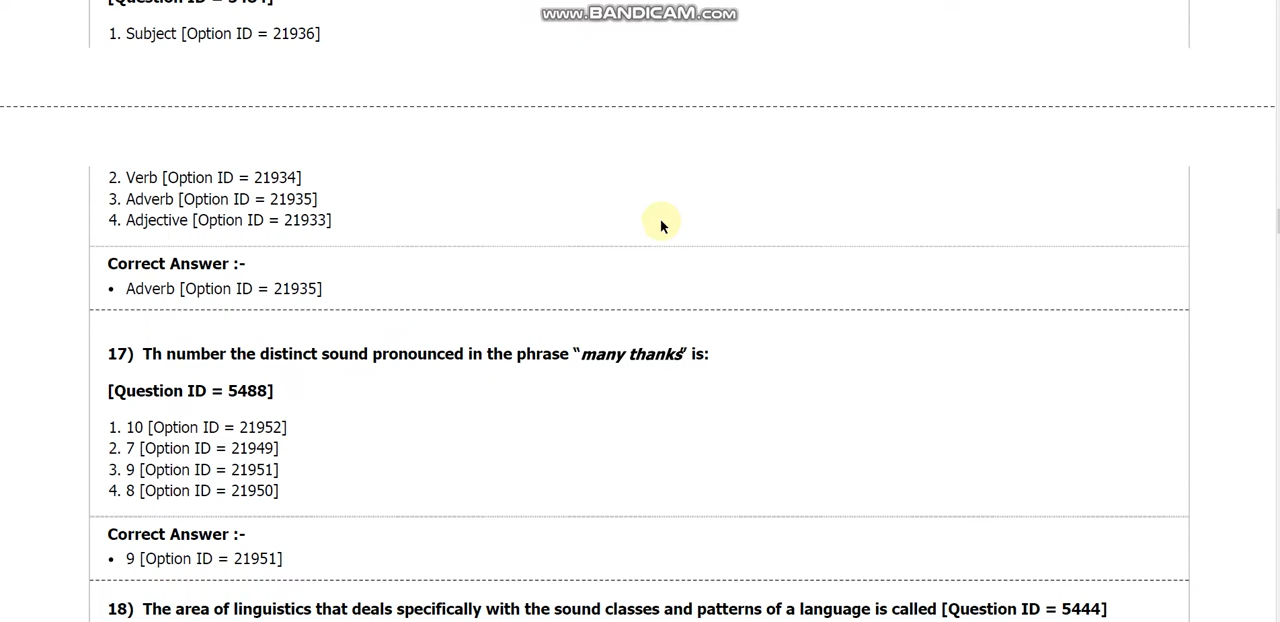 [Question ID = 5484]
www.BANDICAM.com
1. Subject [Option ID = 21936]
2. Verb [Option ID = 21934]
3. Adverb [Option ID = 21935]
4. Adjective [Option ID = 21933]
Correct Answer :-
• Adverb [Option ID = 21935]
17) Th number the distinct sound pronounced in the phrase “many thanks” is:
[Question ID = 5488]
1. 10 [Option ID = 21952]
2. 7 [Option ID = 21949]
3. 9 [Option ID = 21951]
4. 8 [Option ID = 21950]
Correct Answer :-
• 9 [Option ID = 21951]
18) The area of linguistics that deals specifically with the sound classes and patterns of a language is called [Question ID = 5444]